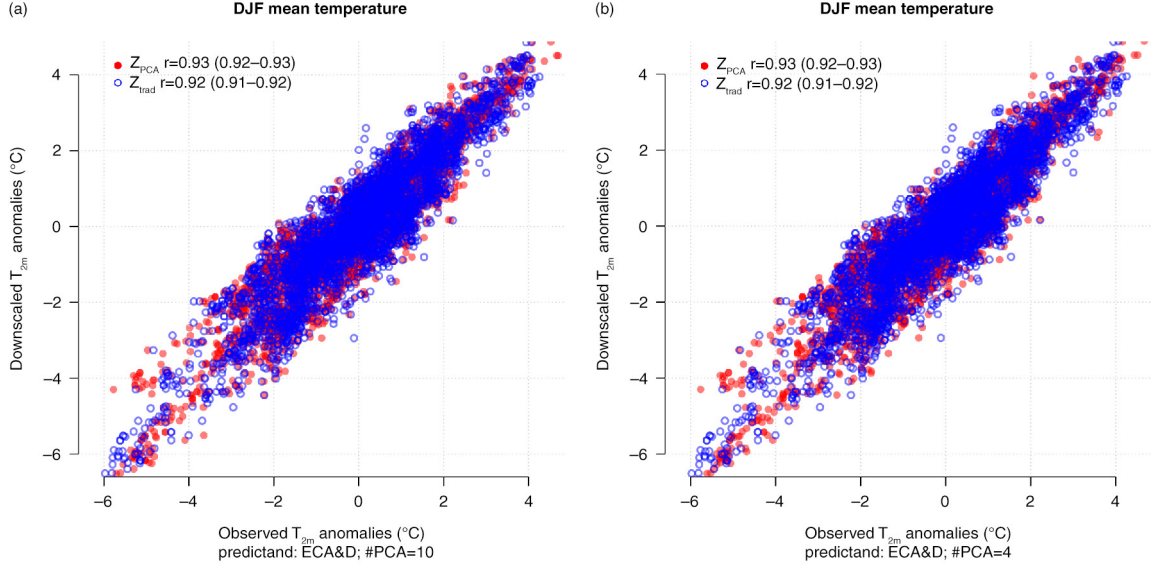 (a)
DJF mean temperature
Z_PCA r=0.93 (0.92–0.93)
Z_trad r=0.92 (0.91–0.92)
Downscaled T_2m anomalies (°C)
4
2
0
−2
−4
−6
−6 −4 −2 0 2 4
Observed T_2m anomalies (°C)
predictand: ECA&D; #PCA=10
(b)
DJF mean temperature
Z_PCA r=0.93 (0.92–0.93)
Z_trad r=0.92 (0.91–0.92)
Downscaled T_2m anomalies (°C)
4
2
0
−2
−4
−6
−6 −4 −2 0 2 4
Observed T_2m anomalies (°C)
predictand: ECA&D; #PCA=4